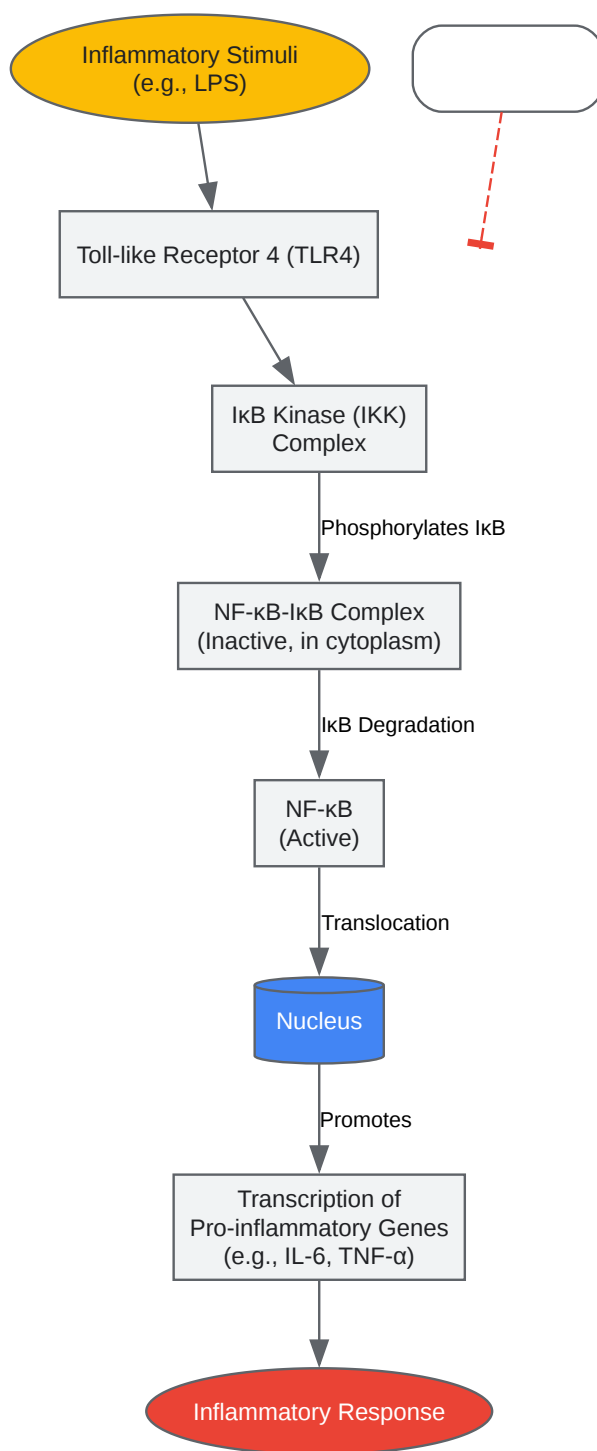 Inflammatory Stimuli
(e.g., LPS)
Toll-like Receptor 4 (TLR4)
IκB Kinase (IKK)
Complex
Phosphorylates IκB
NF-κB-IκB Complex
(Inactive, in cytoplasm)
IκB Degradation
NF-κB
(Active)
Translocation
Nucleus
Promotes
Transcription of
Pro-inflammatory Genes
(e.g., IL-6, TNF-α)
Inflammatory Response